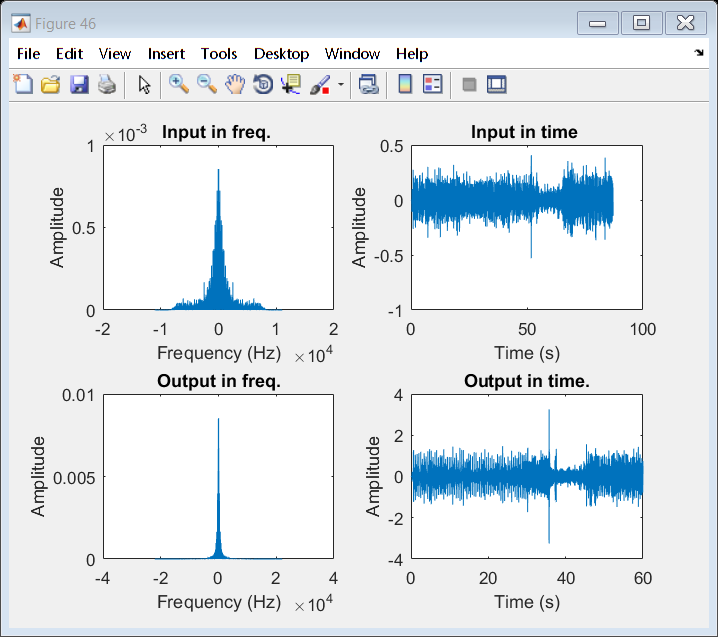 Figure 46
File Edit View Insert Tools Desktop Window Help
×10-3 Input in freq.
1
0.5
0
Amplitude
-2 -1 0 1 2
Frequency (Hz) ×104
Input in time
0.5
0
-0.5
-1
Amplitude
0 50 100
Time (s)
Output in freq.
0.01
0.005
0
Amplitude
-4 -2 0 2 4
Frequency (Hz) ×104
Output in time.
4
2
0
-2
-4
Amplitude
0 20 40 60
Time (s)